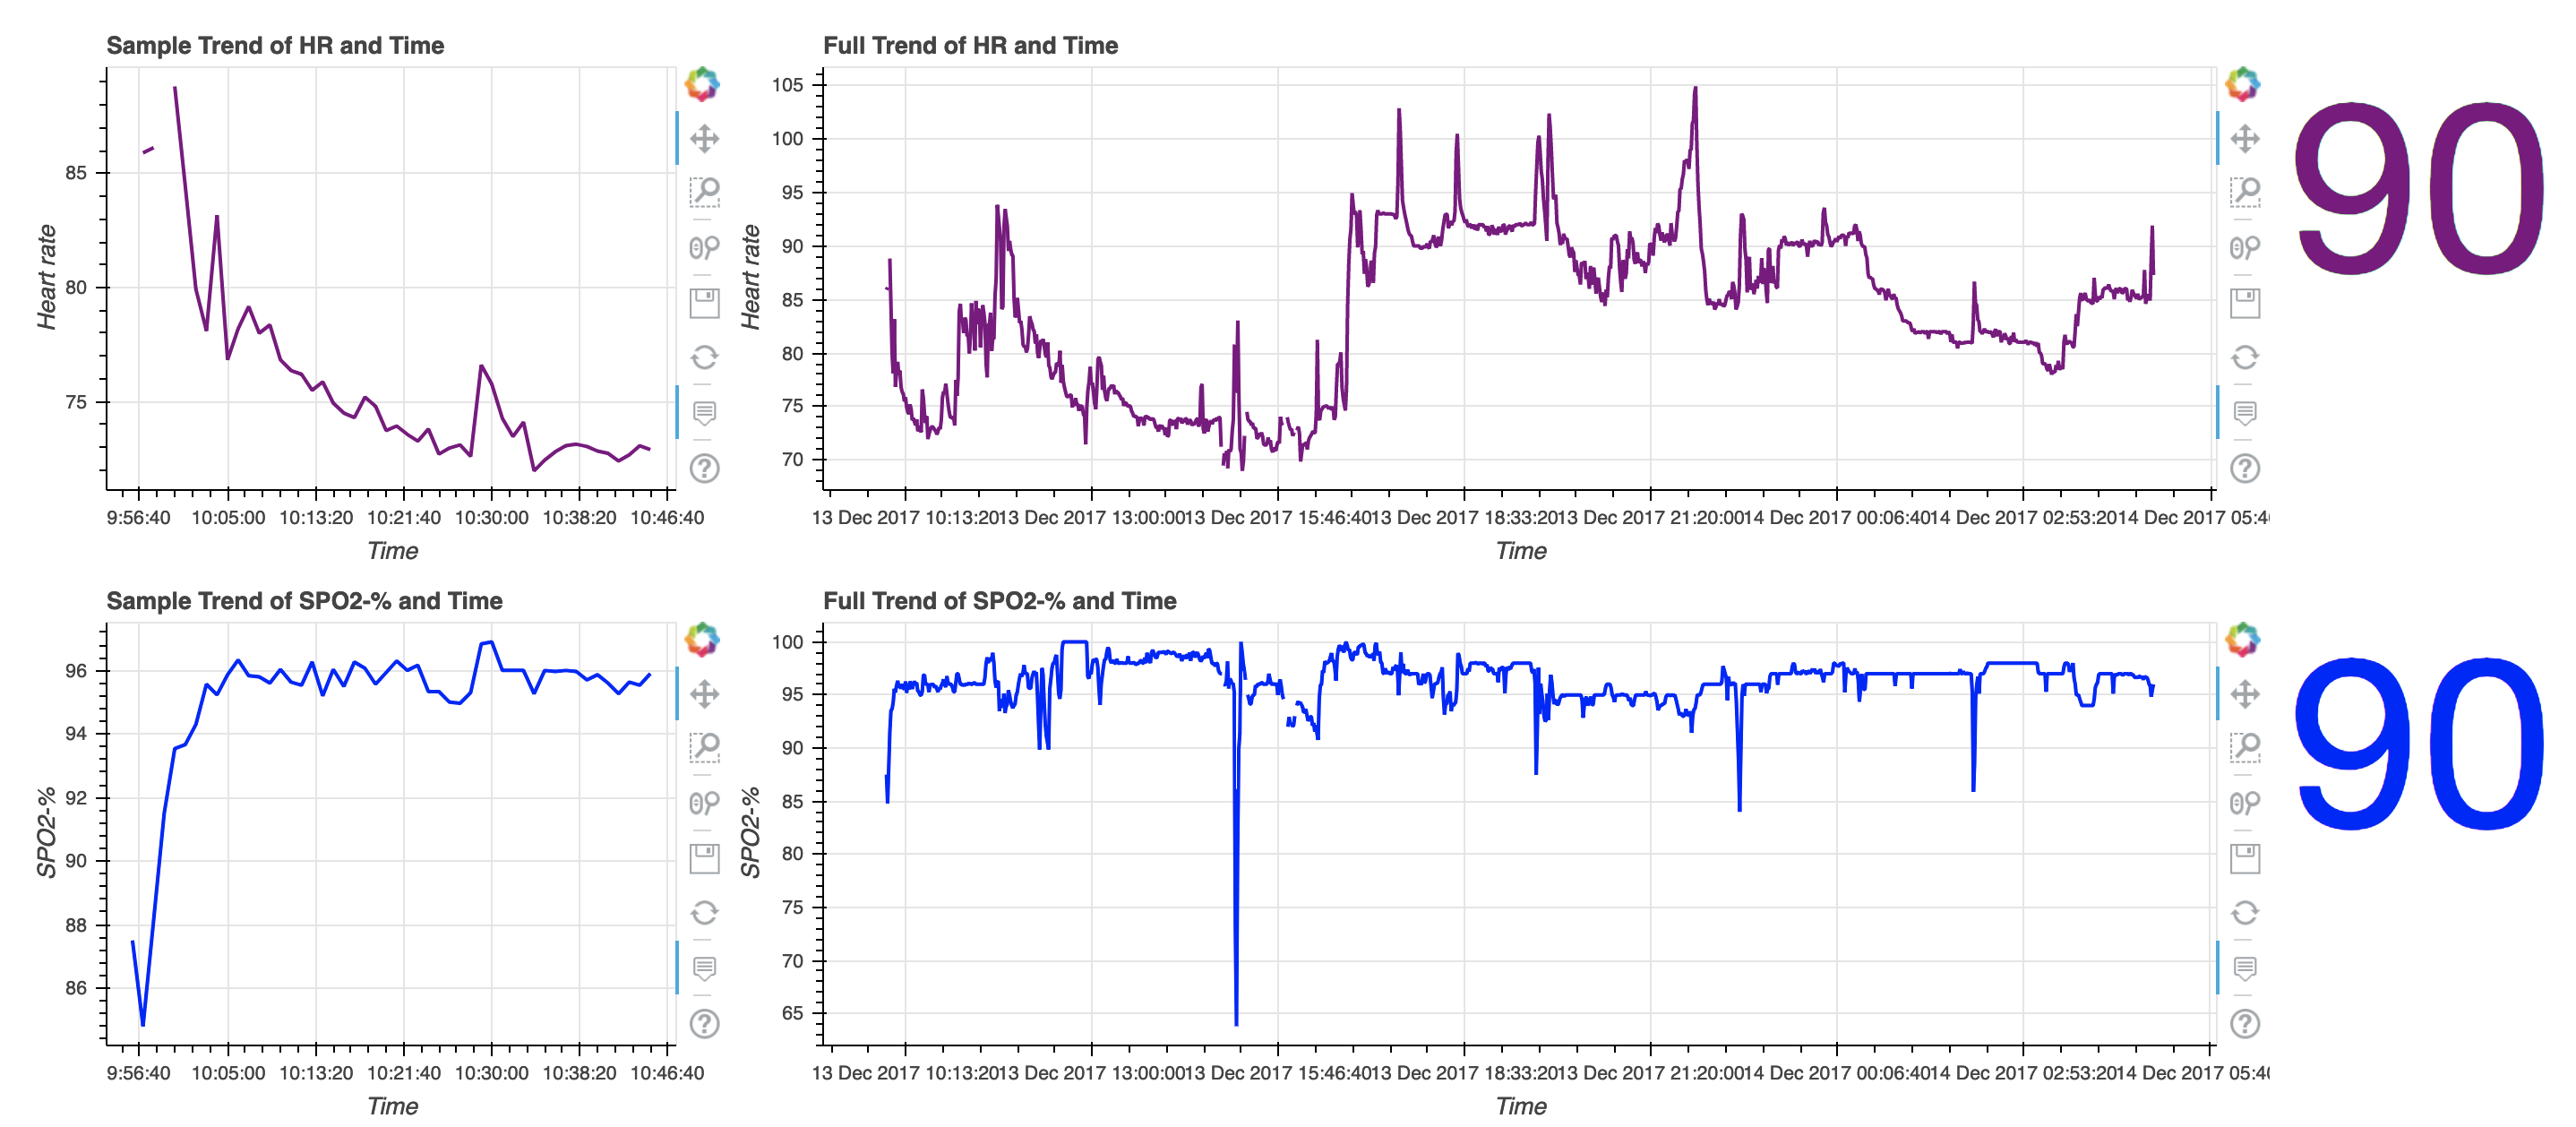 Sample Trend of HR and Time
Heart rate
85
80
75
9:56:40 10:05:00 10:13:20 10:21:40 10:30:00 10:38:20 10:46:40
Time
Full Trend of HR and Time
Heart rate
105
100
95
90
85
80
75
70
13 Dec 2017 10:13:20 13 Dec 2017 13:00:00 13 Dec 2017 15:46:40 13 Dec 2017 18:33:20 13 Dec 2017 21:20:00 14 Dec 2017 00:06:40 14 Dec 2017 02:53:20 14 Dec 2017 05:4
Time
90
Sample Trend of SPO2-% and Time
SPO2-%
96
94
92
90
88
86
9:56:40 10:05:00 10:13:20 10:21:40 10:30:00 10:38:20 10:46:40
Time
Full Trend of SPO2-% and Time
SPO2-%
100
95
90
85
80
75
70
65
13 Dec 2017 10:13:20 13 Dec 2017 13:00:00 13 Dec 2017 15:46:40 13 Dec 2017 18:33:20 13 Dec 2017 21:20:00 14 Dec 2017 00:06:40 14 Dec 2017 02:53:20 14 Dec 2017 05:4
Time
90